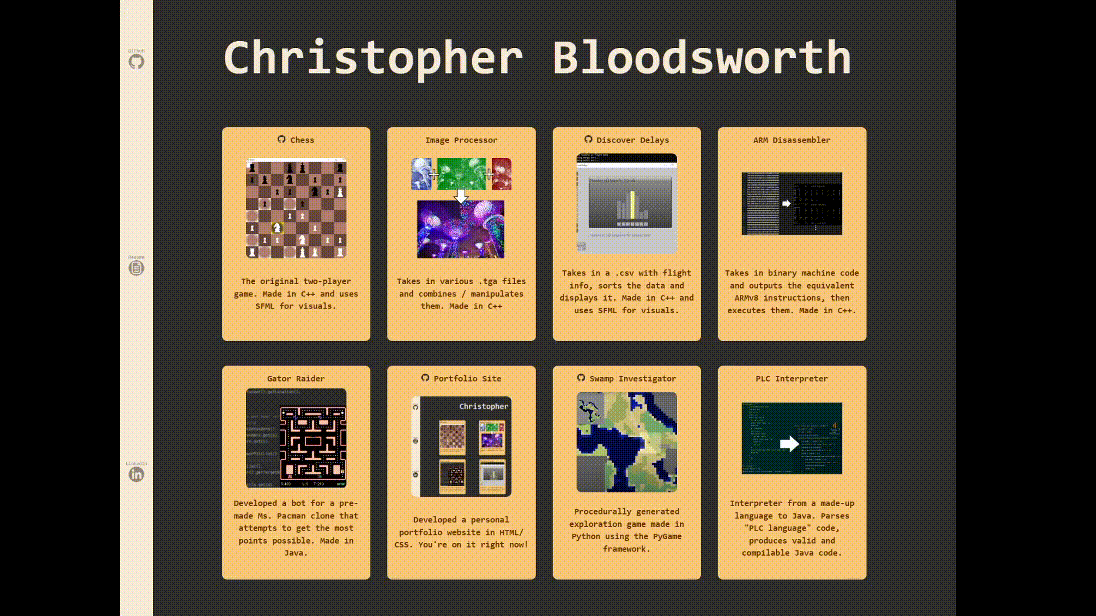 Christopher Bloodsworth
GitHub
Resume
LinkedIn
Chess
The original two-player
game. Made in C++ and uses
SFML for visuals.
Image Processor
Takes in various .tga files
and combines / manipulates
them. Made in C++
Discover Delays
Takes in a .csv with flight
info, sorts the data and
displays it. Made in C++ and
uses SFML for visuals.
ARM Disassembler
Takes in binary machine code
and outputs the equivalent
ARMv8 instructions, then
executes them. Made in C++.
Gator Raider
Developed a bot for a pre-
made Ms. Pacman clone that
attempts to get the most
points possible. Made in
Java.
Portfolio Site
Christopher
Developed a personal
portfolio website in HTML/
CSS. You're on it right now!
Swamp Investigator
Procedurally generated
exploration game made in
Python using the PyGame
framework.
PLC Interpreter
Interpreter from a made-up
language to Java. Parses
"PLC language" code,
produces valid and
compilable Java code.